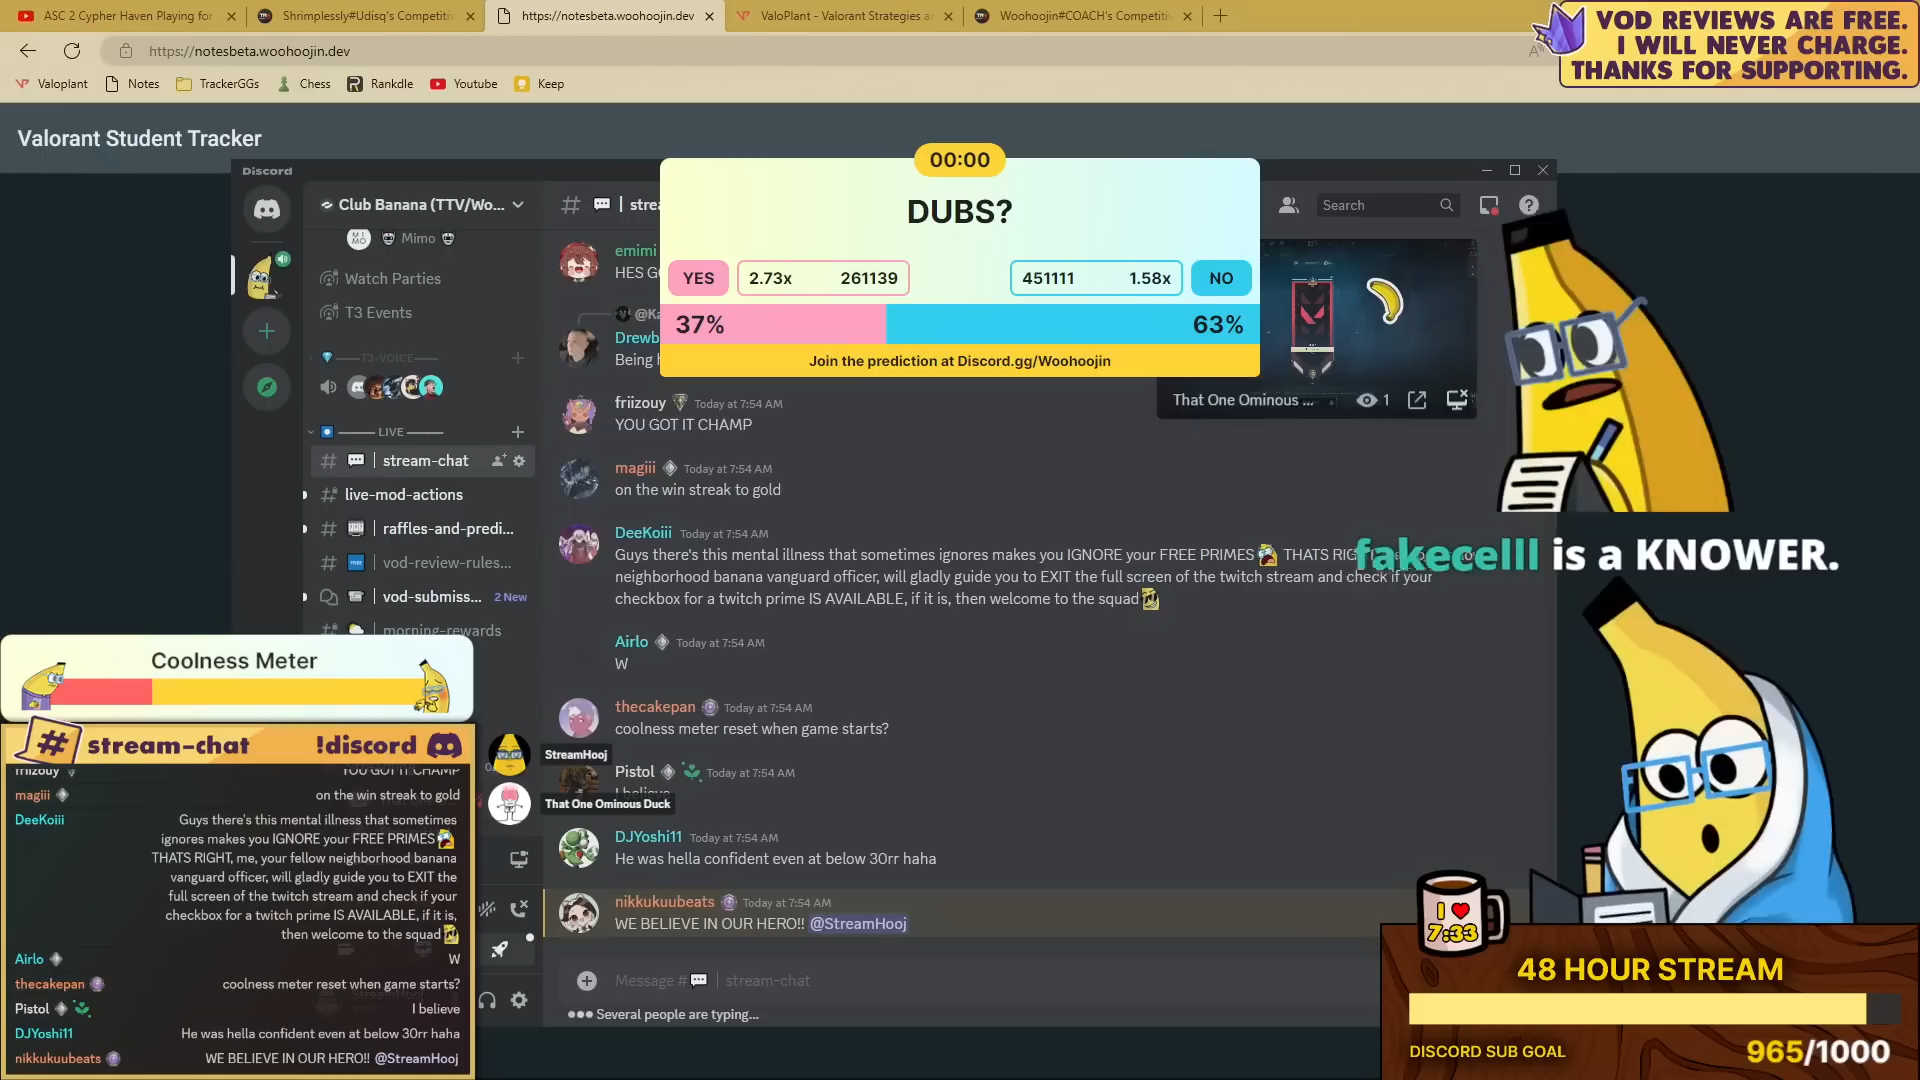 ASC 2 Cypher Haven Playing for
Shrimplessly#Udisq's Competitiv
https://notesbeta.woohoojin.dev
ValoPlant - Valorant Strategies a
Woohoojin#COACH's Competitiv
https://notesbeta.woohoojin.dev
Valoplant
Notes
TrackerGGs
Chess
Rankdle
Youtube
Keep
VOD REVIEWS ARE FREE.
I WILL NEVER CHARGE.
THANKS FOR SUPPORTING.
Valorant Student Tracker
Discord
Club Banana (TTV/Wo...
Mimo
Watch Parties
T3 Events
T3-VOICE
LIVE
stream-chat
live-mod-actions
raffles-and-predi...
vod-review-rules...
vod-submiss... 2 New
morning-rewards
stre
Search
00:00
DUBS?
YES 2.73x 261139
451111 1.58x NO
37% 63%
Join the prediction at Discord.gg/Woohoojin
That One Ominous ... 1
emimi
HES G
Drewb
Being
friizouy Today at 7:54 AM
YOU GOT IT CHAMP
magiii Today at 7:54 AM
on the win streak to gold
DeeKoiii Today at 7:54 AM
Guys there's this mental illness that sometimes ignores makes you IGNORE your FREE PRIMES THATS RIG
neighborhood banana vanguard officer, will gladly guide you to EXIT the full screen of the twitch stream and check if your
checkbox for a twitch prime IS AVAILABLE, if it is, then welcome to the squad
fakecelll is a KNOWER.
Airlo Today at 7:54 AM
W
thecakepan Today at 7:54 AM
coolness meter reset when game starts?
Pistol Today at 7:54 AM
I believe
DJYoshi11 Today at 7:54 AM
He was hella confident even at below 30rr haha
nikkukuubeats Today at 7:54 AM
WE BELIEVE IN OUR HERO!! @StreamHooj
Message # stream-chat
Several people are typing...
StreamHooj
That One Ominous Duck
Coolness Meter
# stream-chat !discord
friizouy YOU GOT IT CHAMP
magiii on the win streak to gold
DeeKoiii Guys there's this mental illness that sometimes
ignores makes you IGNORE your FREE PRIMES
THATS RIGHT, me, your fellow neighborhood banana
vanguard officer, will gladly guide you to EXIT the
full screen of the twitch stream and check if your
checkbox for a twitch prime IS AVAILABLE, if it is,
then welcome to the squad
Airlo W
thecakepan coolness meter reset when game starts?
Pistol I believe
DJYoshi11 He was hella confident even at below 30rr haha
nikkukuubeats WE BELIEVE IN OUR HERO!! @StreamHooj
I
7:33
48 HOUR STREAM
DISCORD SUB GOAL 965/1000